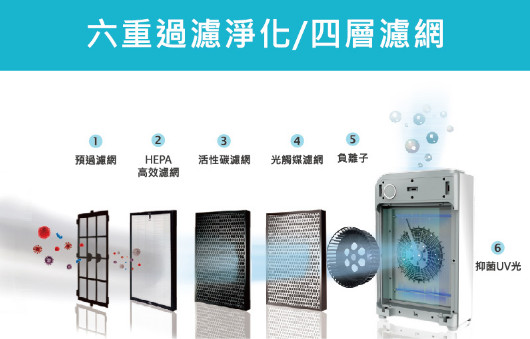 六重過濾淨化/四層濾網
1
預過濾網
2
HEPA
高效濾網
3
活性碳濾網
4
光觸媒濾網
5
負離子
6
抑菌UV光